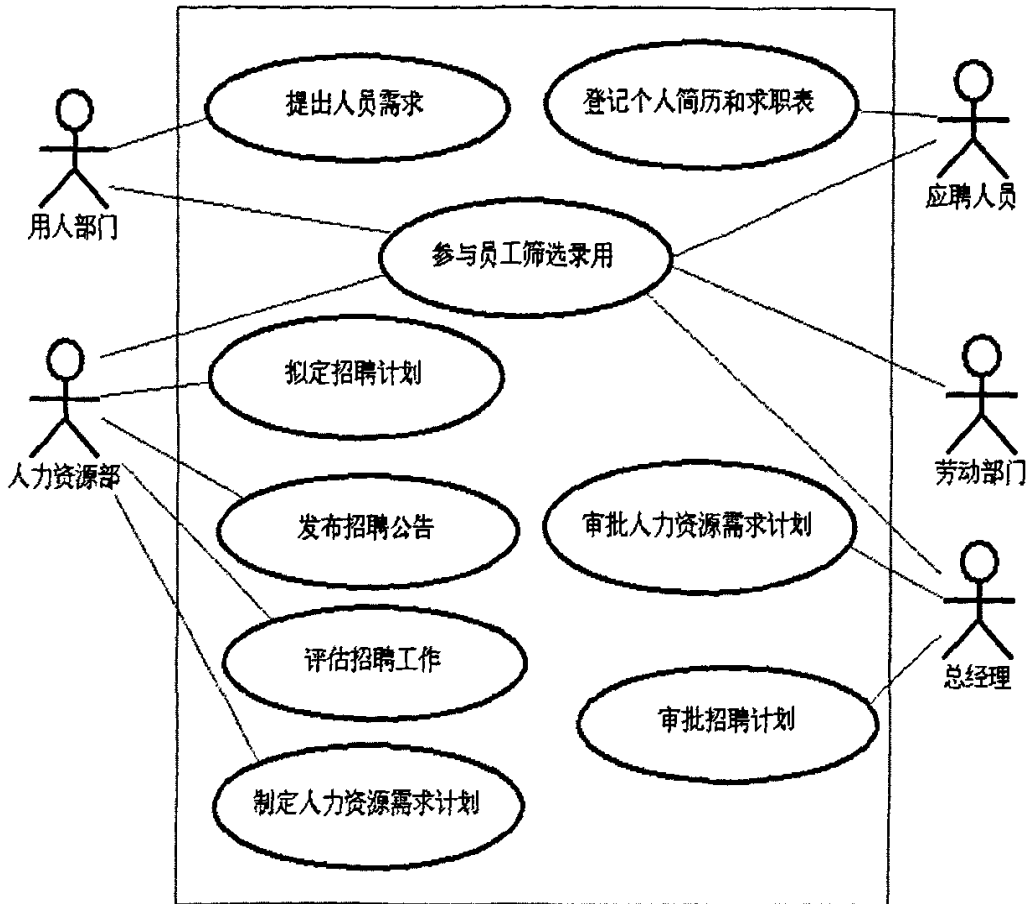 提出人员需求
登记个人简历和求职表
用人部门
应聘人员
参与员工筛选录用
拟定招聘计划
人力资源部
劳动部门
发布招聘公告
审批人力资源需求计划
评估招聘工作
总经理
审批招聘计划
制定人力资源需求计划